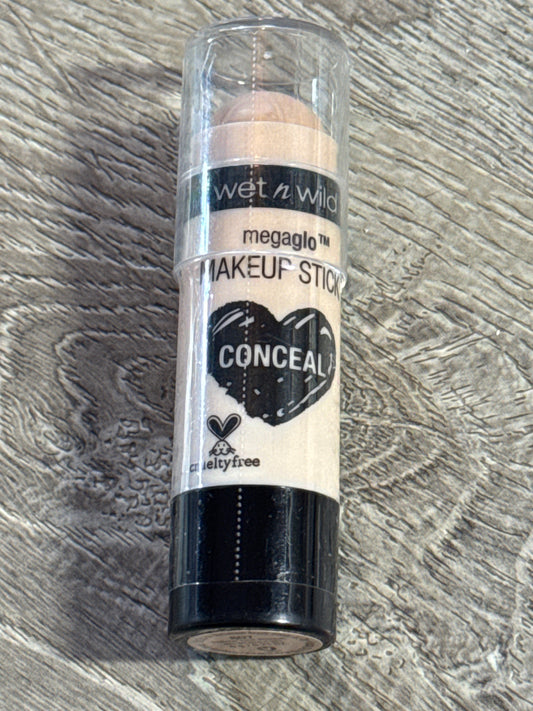 wet n wild
megaglo™
MAKEUP STICK
CONCEAL
crueltyfree